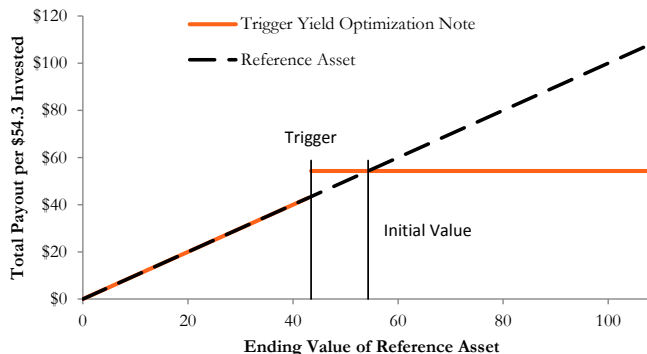 Trigger Yield Optimization Note
Reference Asset
Total Payout per $54.3 Invested
$120
$100
$80
$60
$40
$20
$0
Trigger
Initial Value
0 20 40 60 80 100
Ending Value of Reference Asset